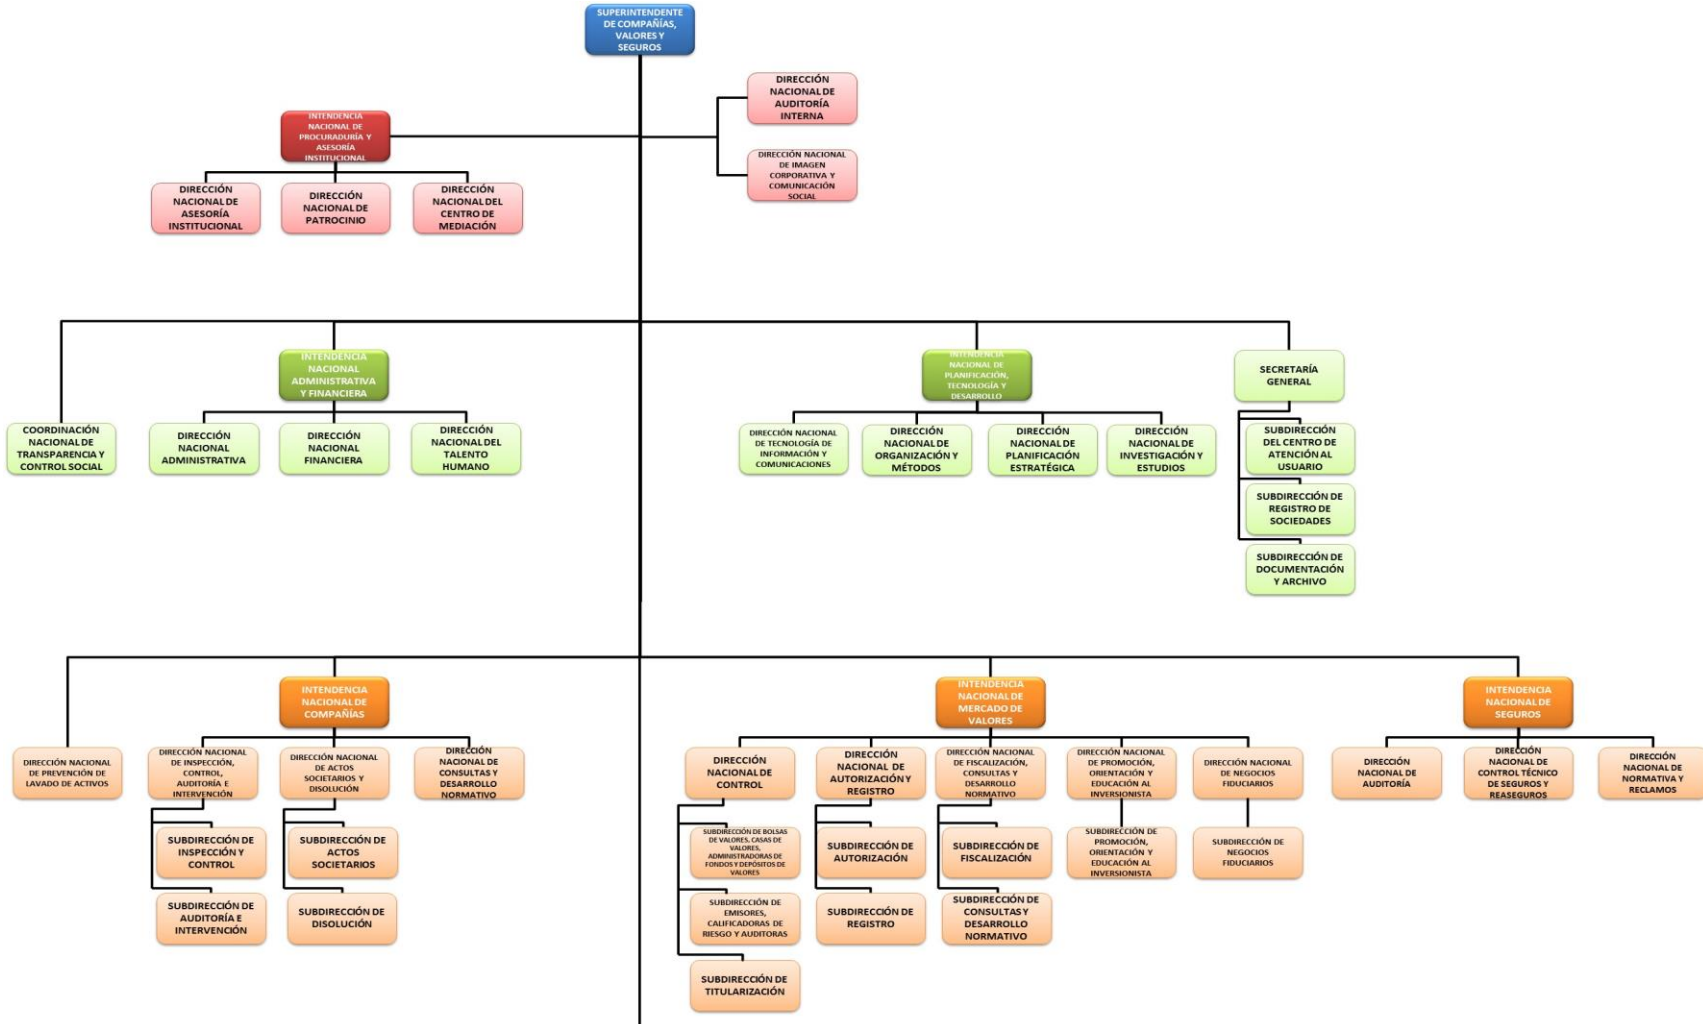 SUPERINTENDENTE
DE COMPAÑÍAS,
VALORES Y
SEGUROS
DIRECCIÓN
NACIONAL DE
AUDITORÍA
INTERNA
INTENDENCIA
NACIONAL DE
PROCURADURÍA Y
ASESORÍA
INSTITUCIONAL
DIRECCIÓN NACIONAL
DE IMAGEN
CORPORATIVA Y
COMUNICACIÓN
SOCIAL
DIRECCIÓN
NACIONAL DE
ASESORÍA
INSTITUCIONAL
DIRECCIÓN
NACIONAL DE
PATROCINIO
DIRECCIÓN
NACIONAL DEL
CENTRO DE
MEDIACIÓN
INTENDENCIA
NACIONAL
ADMINISTRATIVA
Y FINANCIERA
INTENDENCIA
NACIONAL DE
PLANIFICACIÓN,
TECNOLOGÍA Y
DESARROLLO
SECRETARÍA
GENERAL
COORDINACIÓN
NACIONAL DE
TRANSPARENCIA Y
CONTROL SOCIAL
DIRECCIÓN
NACIONAL
ADMINISTRATIVA
DIRECCIÓN
NACIONAL
FINANCIERA
DIRECCIÓN
NACIONAL DEL
TALENTO
HUMANO
DIRECCIÓN NACIONAL
DE TECNOLOGÍA DE
INFORMACIÓN Y
COMUNICACIONES
DIRECCIÓN
NACIONAL DE
ORGANIZACIÓN Y
MÉTODOS
DIRECCIÓN
NACIONAL DE
PLANIFICACIÓN
ESTRATÉGICA
DIRECCIÓN
NACIONAL DE
INVESTIGACIÓN Y
ESTUDIOS
SUBDIRECCIÓN
DEL CENTRO DE
ATENCIÓN AL
USUARIO
SUBDIRECCIÓN DE
REGISTRO DE
SOCIEDADES
SUBDIRECCIÓN DE
DOCUMENTACIÓN
Y ARCHIVO
INTENDENCIA
NACIONAL DE
COMPAÑÍAS
INTENDENCIA
NACIONAL DE
MERCADO DE
VALORES
INTENDENCIA
NACIONAL DE
SEGUROS
DIRECCIÓN NACIONAL
DE PREVENCIÓN DE
LAVADO DE ACTIVOS
DIRECCIÓN NACIONAL
DE INSPECCIÓN,
CONTROL,
AUDITORÍA E
INTERVENCIÓN
DIRECCIÓN NACIONAL
DE ACTOS
SOCIETARIOS Y
DISOLUCIÓN
DIRECCIÓN
NACIONAL DE
CONSULTAS Y
DESARROLLO
NORMATIVO
DIRECCIÓN
NACIONAL DE
CONTROL
DIRECCIÓN
NACIONAL DE
AUTORIZACIÓN Y
REGISTRO
DIRECCIÓN NACIONAL
DE FISCALIZACIÓN,
CONSULTAS Y
DESARROLLO
NORMATIVO
DIRECCIÓN NACIONAL
DE PROMOCIÓN,
ORIENTACIÓN Y
EDUCACIÓN AL
INVERSIONISTA
DIRECCIÓN NACIONAL
DE NEGOCIOS
FIDUCIARIOS
DIRECCIÓN
NACIONAL DE
AUDITORÍA
DIRECCIÓN
NACIONAL DE
CONTROL TÉCNICO
DE SEGUROS Y
REASEGUROS
DIRECCIÓN
NACIONAL DE
NORMATIVA Y
RECLAMOS
SUBDIRECCIÓN DE
INSPECCIÓN Y
CONTROL
SUBDIRECCIÓN DE
ACTOS
SOCIETARIOS
SUBDIRECCIÓN DE BOLSAS
DE VALORES, CASAS DE
VALORES,
ADMINISTRADORAS DE
FONDOS Y DEPÓSITOS DE
VALORES
SUBDIRECCIÓN DE
AUTORIZACIÓN
SUBDIRECCIÓN DE
FISCALIZACIÓN
SUBDIRECCIÓN DE
PROMOCIÓN,
ORIENTACIÓN Y
EDUCACIÓN AL
INVERSIONISTA
SUBDIRECCIÓN DE
NEGOCIOS
FIDUCIARIOS
SUBDIRECCIÓN DE
AUDITORÍA E
INTERVENCIÓN
SUBDIRECCIÓN DE
DISOLUCIÓN
SUBDIRECCIÓN DE
EMISORES,
CALIFICADORAS DE
RIESGO Y AUDITORAS
SUBDIRECCIÓN DE
REGISTRO
SUBDIRECCIÓN DE
CONSULTAS Y
DESARROLLO
NORMATIVO
SUBDIRECCIÓN DE
TITULARIZACIÓN